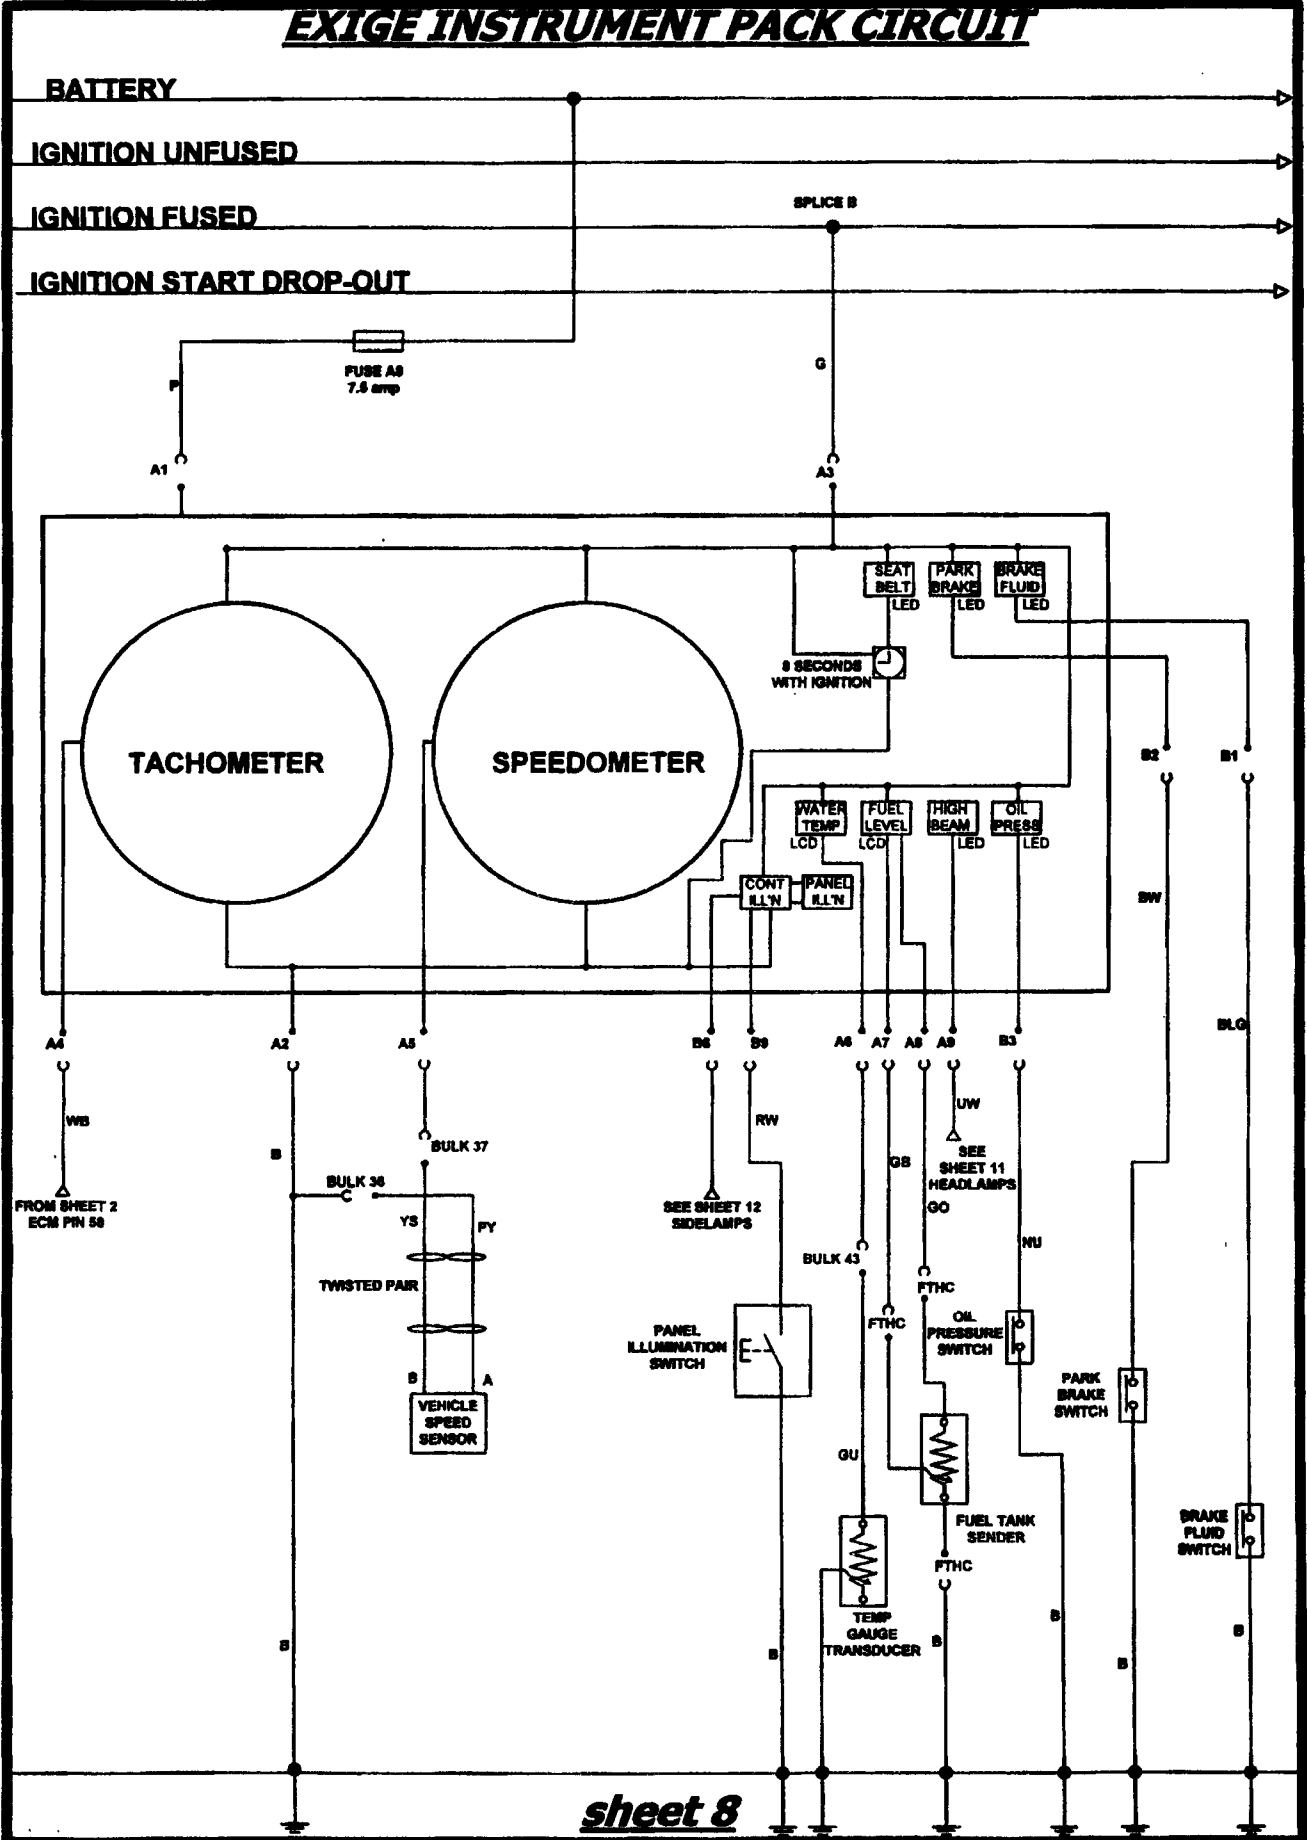 EXIGE INSTRUMENT PACK CIRCUIT
BATTERY
IGNITION UNFUSED
SPLICE B
IGNITION FUSED
IGNITION START DROP-OUT
FUSE A8
7.5 amp
P
G
A1
A3
SEAT
BELT
LED
PARK
BRAKE
LED
BRAKE
FLUID
LED
8 SECONDS
WITH IGNITION
TACHOMETER
SPEEDOMETER
B2
B1
WATER
TEMP
LCD
FUEL
LEVEL
LCD
HIGH
BEAM
LED
OIL
PRESS
LED
CONT
ILL'N
PANEL
ILL'N
BW
BLG
A4
A2
A5
B6
B9
A6
A7
A8
A9
B3
WB
B
BULK 37
RW
GB
UW
SEE
SHEET 11
HEADLAMPS
FROM SHEET 2
ECM PIN 58
BULK 36
YS
PY
SEE SHEET 12
SIDELAMPS
GO
NU
BULK 43
TWISTED PAIR
FTHC
FTHC
PANEL
ILLUMINATION
SWITCH
OIL
PRESSURE
SWITCH
B
A
VEHICLE
SPEED
SENSOR
PARK
BRAKE
SWITCH
GU
FUEL TANK
SENDER
BRAKE
FLUID
SWITCH
FTHC
TEMP
GAUGE
TRANSDUCER
B
B
B
B
B
B
sheet 8